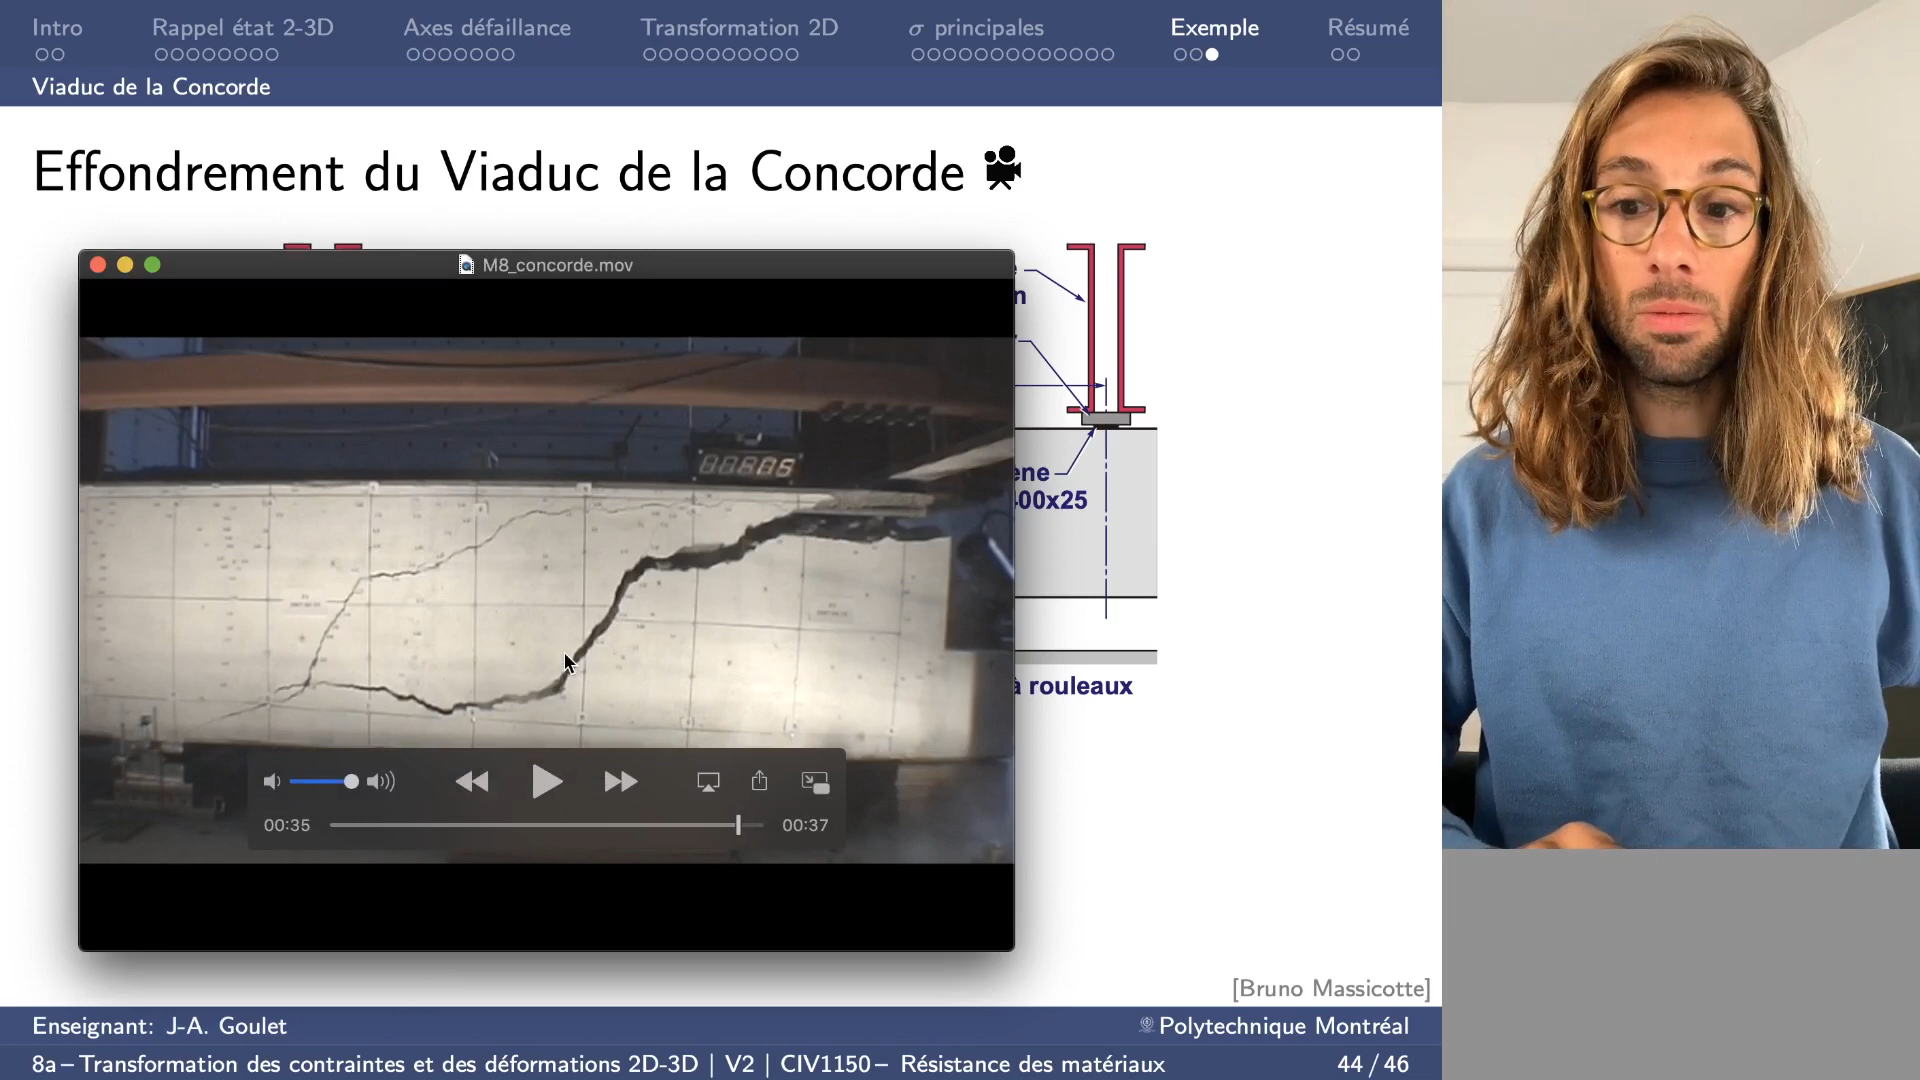 Intro
Rappel état 2-3D
Axes défaillance
Transformation 2D
σ principales
Exemple
Résumé
Viaduc de la Concorde
Effondrement du Viaduc de la Concorde
M8_concorde.mov
00:35
00:37
à rouleaux
[Bruno Massicotte]
Enseignant: J-A. Goulet
Polytechnique Montréal
8a – Transformation des contraintes et des déformations 2D-3D | V2 | CIV1150 – Résistance des matériaux
44 / 46